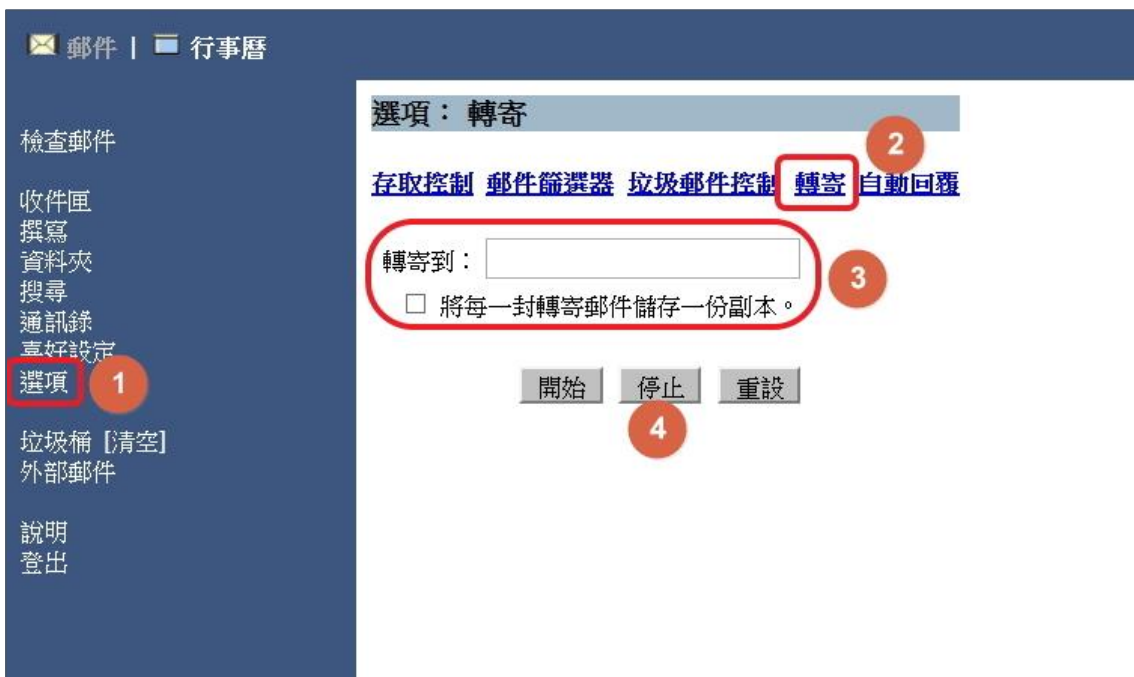 郵件 | 行事曆
選項： 轉寄
2
存取控制 郵件篩選器 垃圾郵件控制 轉寄 自動回覆
轉寄到：
3
將每一封轉寄郵件儲存一份副本。
開始 停止 重設
4
檢查郵件
收件匣
撰寫
資料夾
搜尋
通訊錄
喜好設定
選項 1
垃圾桶 [清空]
外部郵件
說明
登出